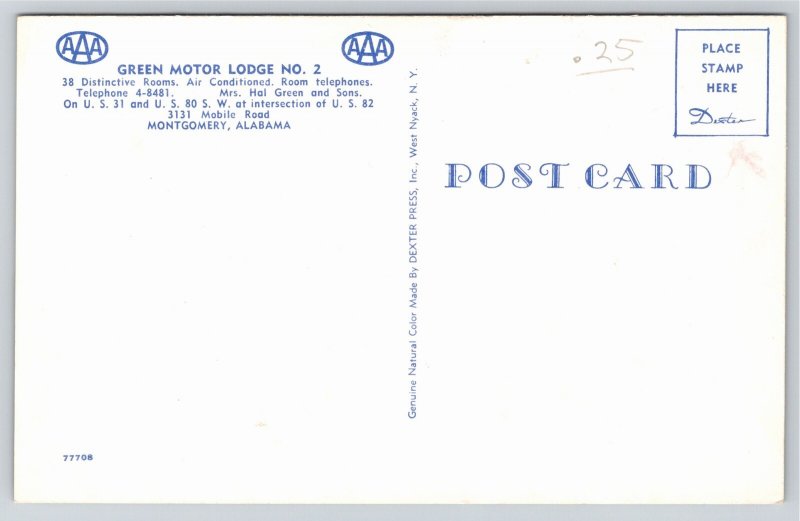 AAA
AAA
GREEN MOTOR LODGE NO. 2
38 Distinctive Rooms. Air Conditioned. Room telephones.
Telephone 4-8481. Mrs. Hal Green and Sons.
On U. S. 31 and U. S. 80 S. W. at intersection of U. S. 82
3131 Mobile Road
MONTGOMERY, ALABAMA
77708
Genuine Natural Color Made By DEXTER PRESS, Inc., West Nyack, N. Y.
.25
PLACE
STAMP
HERE
Dexter
POST CARD